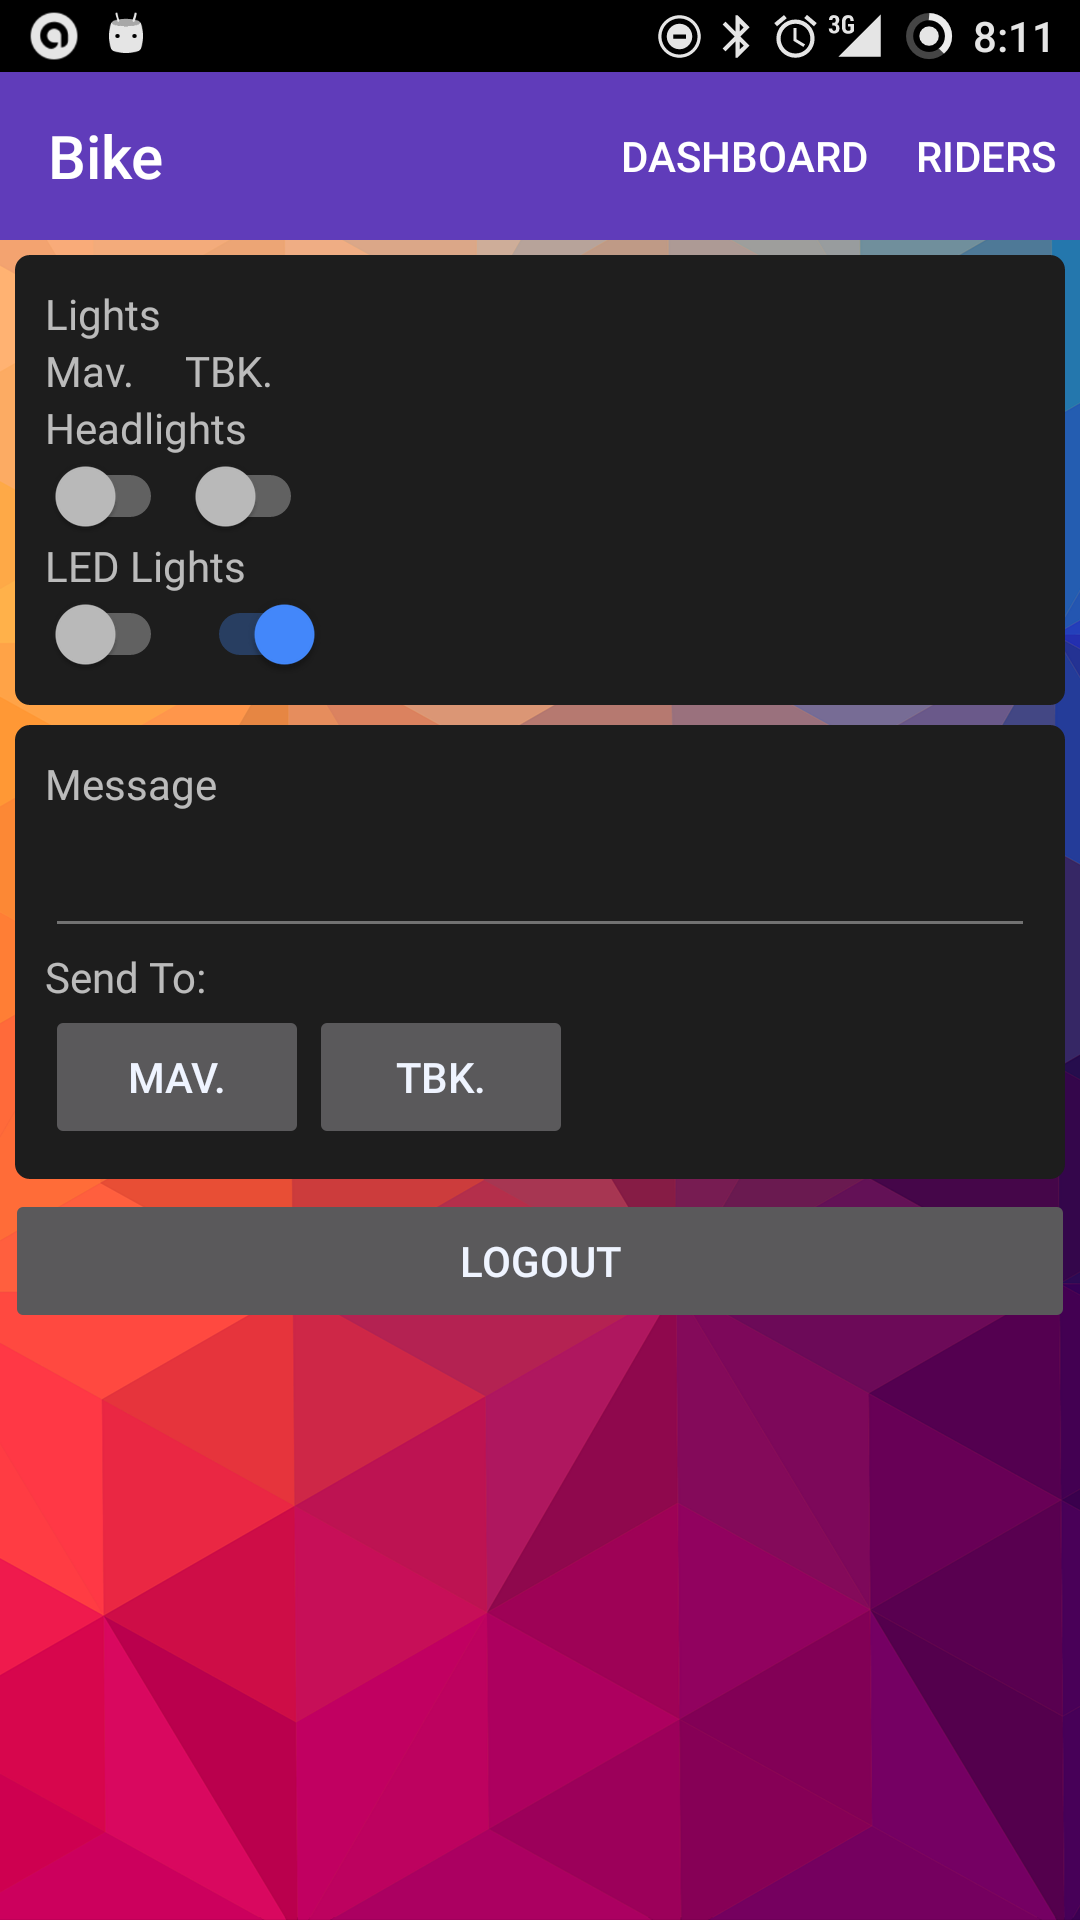 3G 8:11
Bike DASHBOARD RIDERS
Lights
Mav. TBK.
Headlights
LED Lights
Message
Send To:
MAV. TBK.
LOGOUT